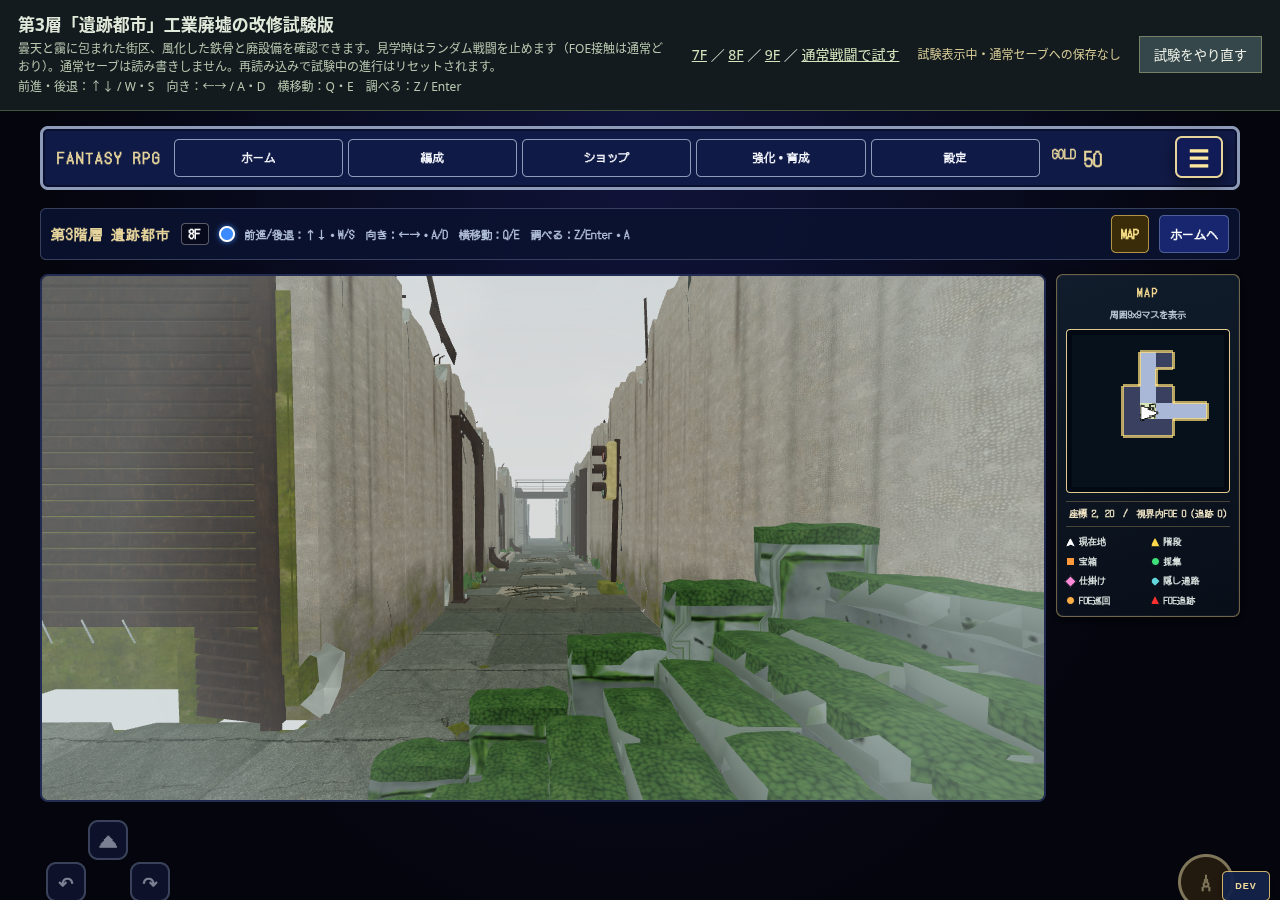 第3層「遺跡都市」工業廃墟の改修試験版
曇天と霧に包まれた街区、風化した鉄骨と廃設備を確認できます。見学時はランダム戦闘を止めます（FOE接触は通常ど
おり）。通常セーブは読み書きしません。再読み込みで試験中の進行はリセットされます。
前進・後退：↑ ↓ / W・S　向き：←→ / A・D　横移動：Q・E　調べる：Z / Enter
7F ／ 8F ／ 9F ／ 通常戦闘で試す
試験表示中・通常セーブへの保存なし
試験をやり直す
FANTASY RPG
ホーム
編成
ショップ
強化・育成
設定
GOLD 50
第3階層 遺跡都市
8F
前進/後退：↑↓・W/S　向き：←→・A/D　横移動：Q/E　調べる：Z/Enter・A
MAP
ホームへ
MAP
周囲9x9マスを表示
座標 2, 20 / 視界内FOE 0 (追跡 0)
現在地
階段
宝箱
採集
仕掛け
隠し通路
FOE巡回
FOE追跡
A
DEV